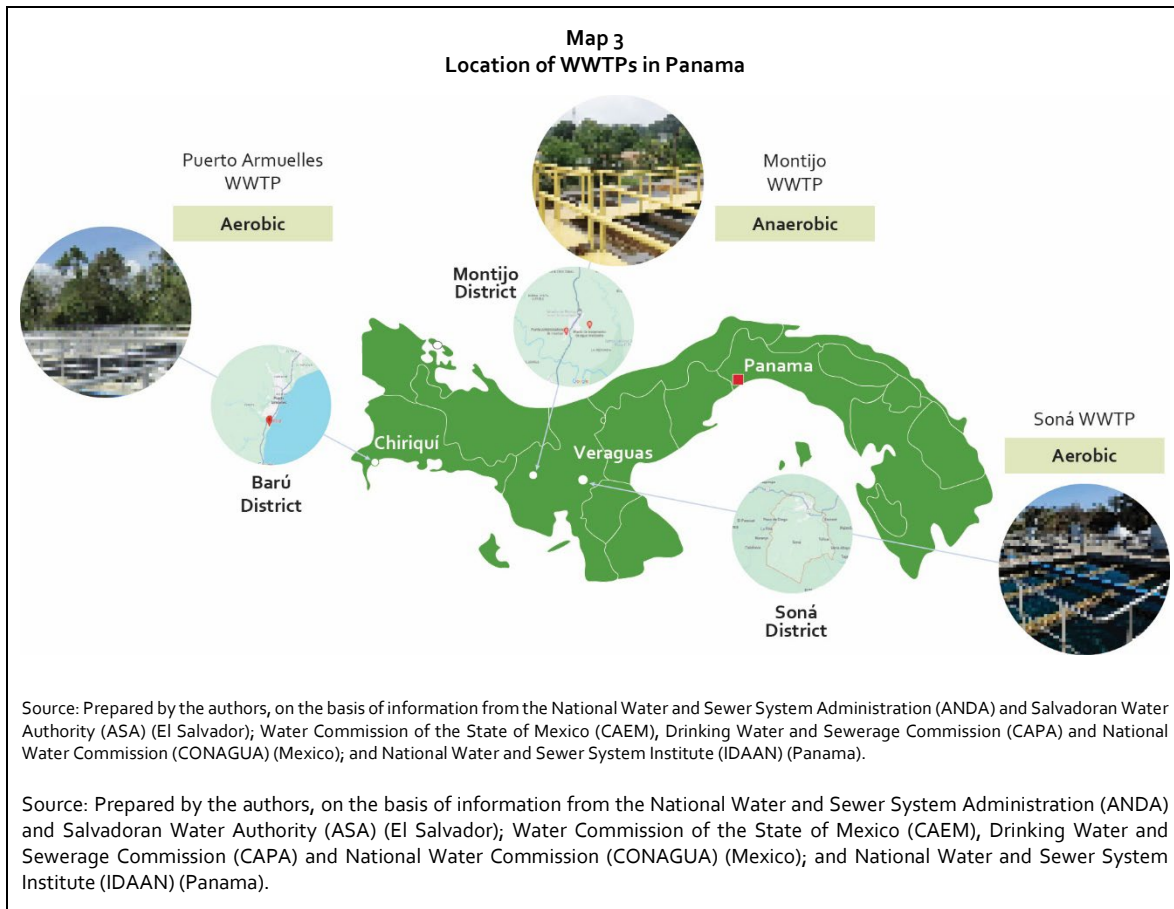 Map 3
Location of WWTPs in Panama
Puerto Armuelles
WWTP
Aerobic
Montijo
WWTP
Anaerobic
Montijo
District
Panama
Soná WWTP
Aerobic
Chiriquí
Veraguas
Barú
District
Soná
District
Source: Prepared by the authors, on the basis of information from the National Water and Sewer System Administration (ANDA) and Salvadoran Water
Authority (ASA) (El Salvador); Water Commission of the State of Mexico (CAEM), Drinking Water and Sewerage Commission (CAPA) and National
Water Commission (CONAGUA) (Mexico); and National Water and Sewer System Institute (IDAAN) (Panama).
Source: Prepared by the authors, on the basis of information from the National Water and Sewer System Administration (ANDA)
and Salvadoran Water Authority (ASA) (El Salvador); Water Commission of the State of Mexico (CAEM), Drinking Water and
Sewerage Commission (CAPA) and National Water Commission (CONAGUA) (Mexico); and National Water and Sewer System
Institute (IDAAN) (Panama).